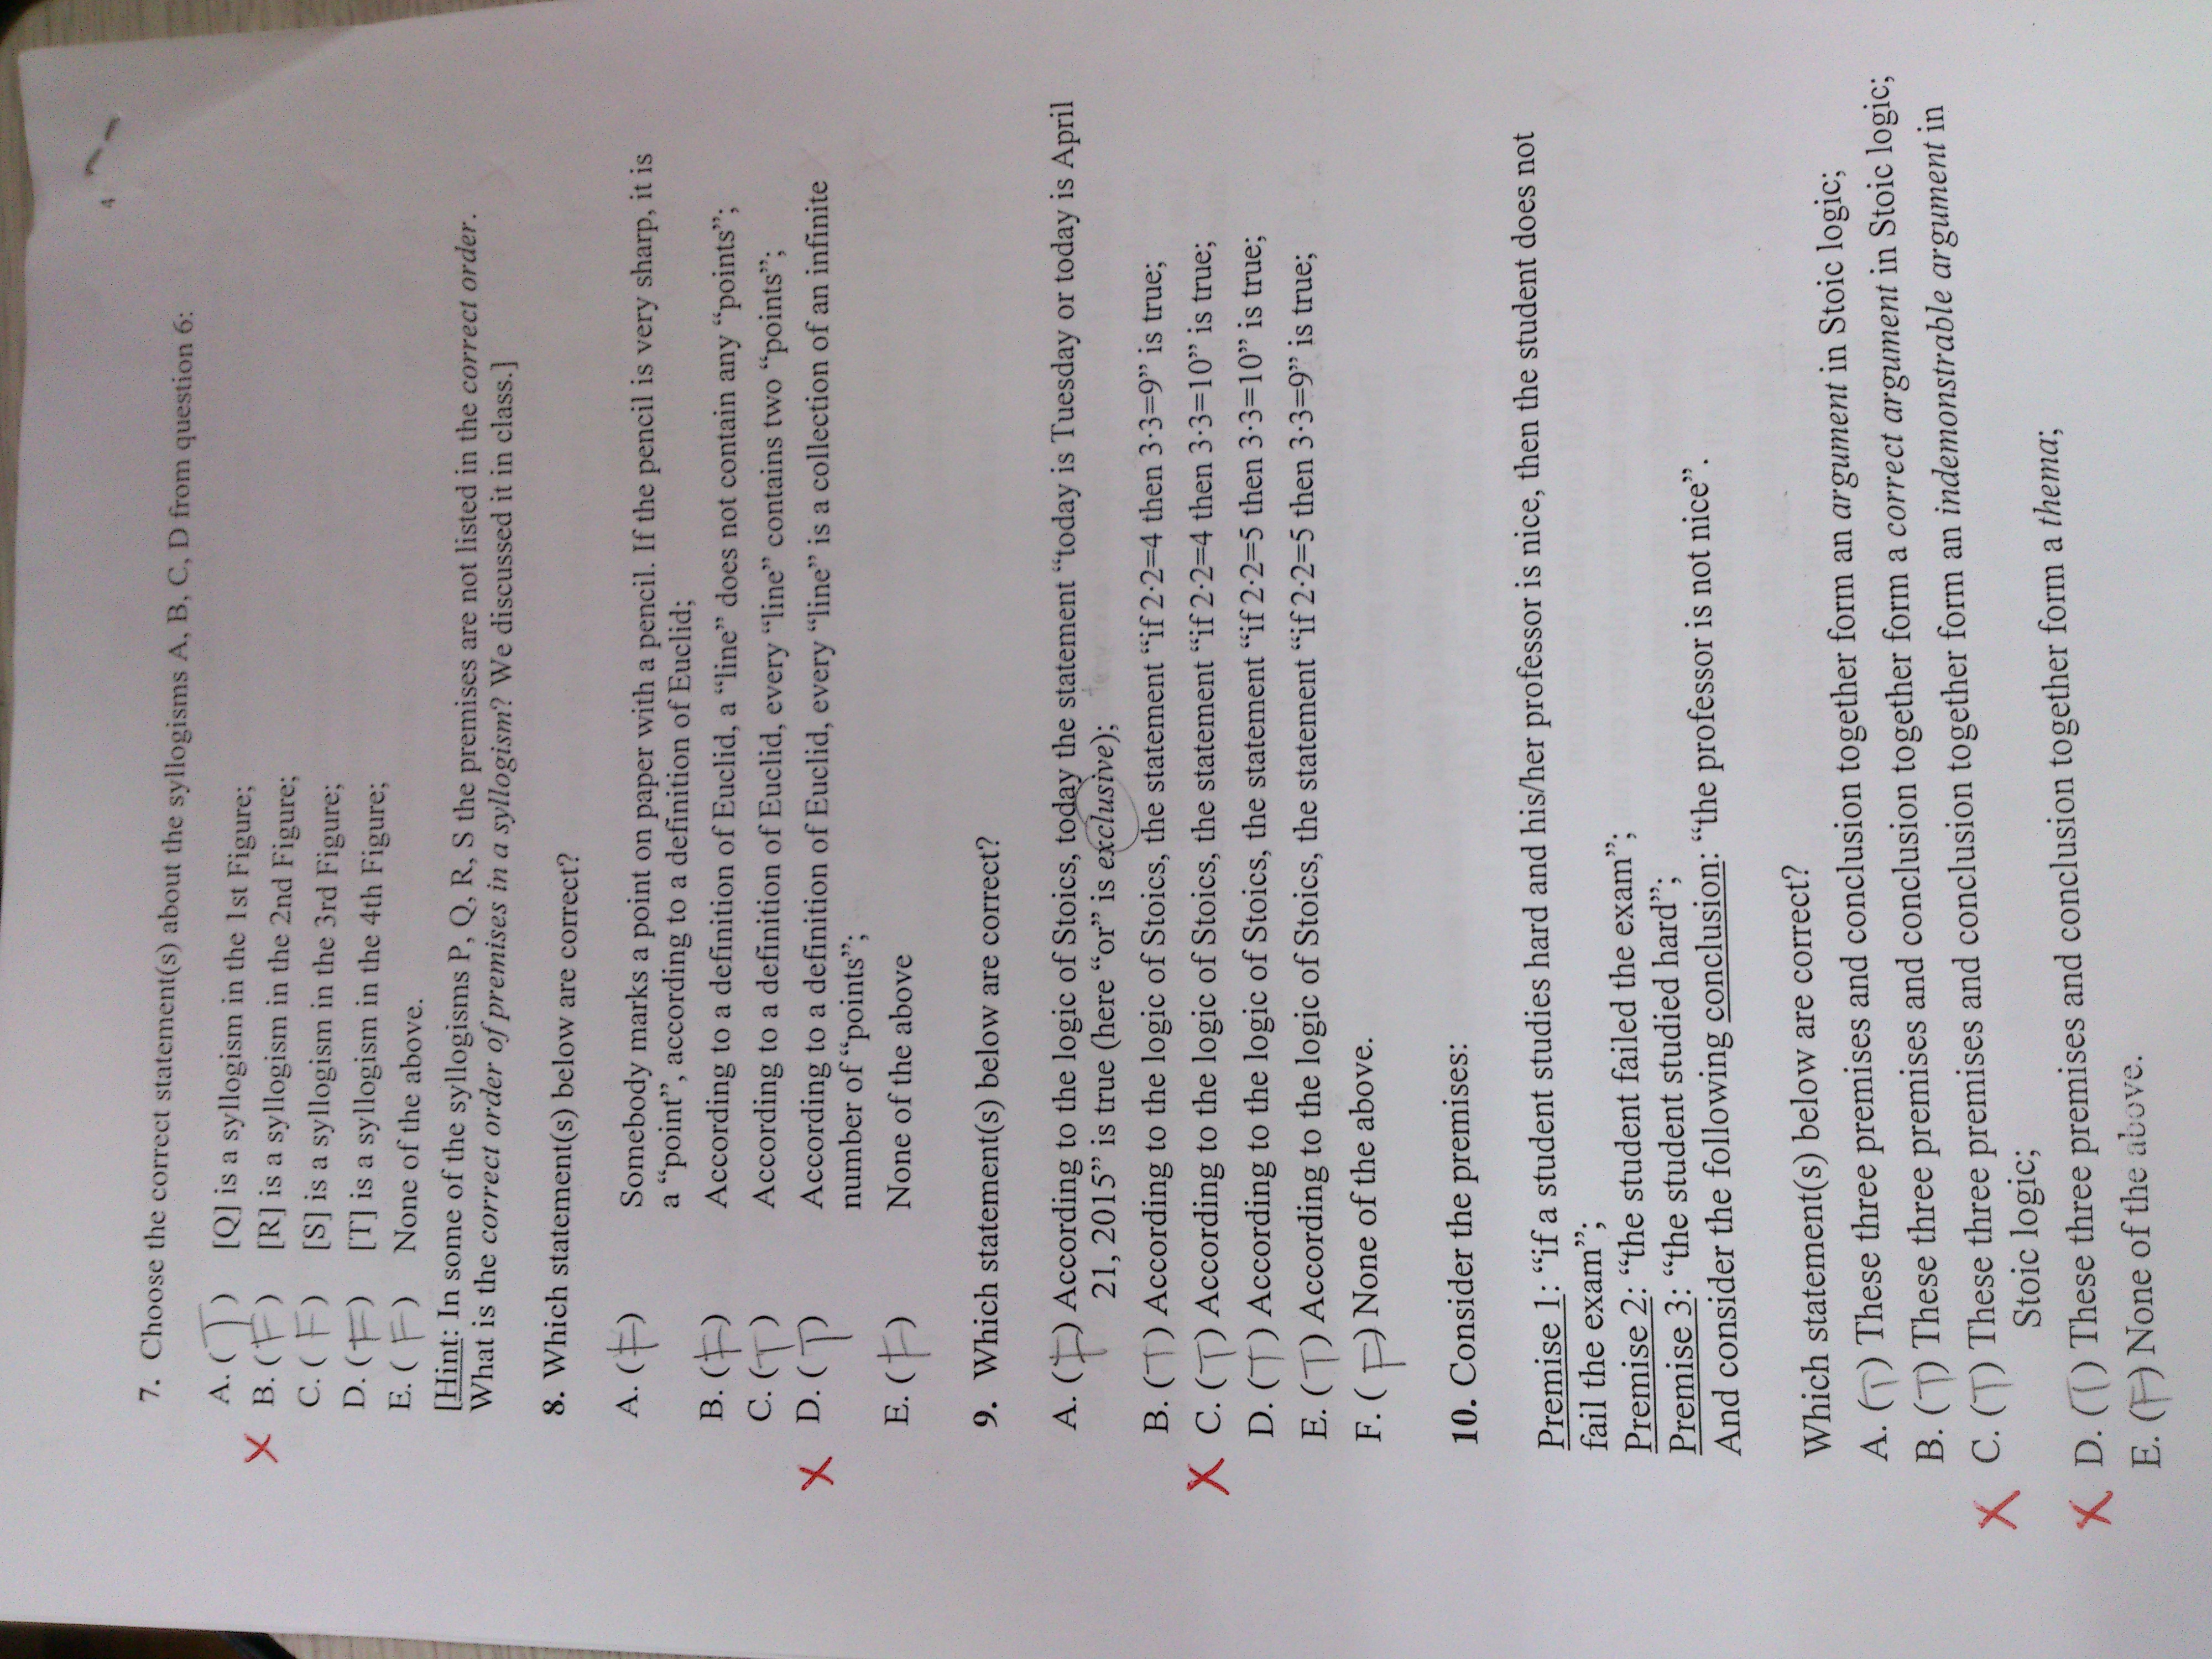 4
7. Choose the correct statement(s) about the syllogisms A, B, C, D from question 6:
A. (T) [Q] is a syllogism in the 1st Figure;
X B. (F) [R] is a syllogism in the 2nd Figure;
C. (F) [S] is a syllogism in the 3rd Figure;
D. (F) [T] is a syllogism in the 4th Figure;
E. (F) None of the above.
[Hint: In some of the syllogisms P, Q, R, S the premises are not listed in the correct order.
What is the correct order of premises in a syllogism? We discussed it in class.]
8. Which statement(s) below are correct?
A. (F) Somebody marks a point on paper with a pencil. If the pencil is very sharp, it is
a “point”, according to a definition of Euclid;
B. (F) According to a definition of Euclid, a “line” does not contain any “points”;
C. (T) According to a definition of Euclid, every “line” contains two “points”;
X D. (T) According to a definition of Euclid, every “line” is a collection of an infinite
number of “points”;
E. (F) None of the above
9. Which statement(s) below are correct?
A. (F) According to the logic of Stoics, today the statement “today is Tuesday or today is April
21, 2015” is true (here “or” is exclusive);
B. (T) According to the logic of Stoics, the statement “if 2·2=4 then 3·3=9” is true;
X C. (T) According to the logic of Stoics, the statement “if 2·2=4 then 3·3=10” is true;
D. (T) According to the logic of Stoics, the statement “if 2·2=5 then 3·3=10” is true;
E. (T) According to the logic of Stoics, the statement “if 2·2=5 then 3·3=9” is true;
F. (F) None of the above.
10. Consider the premises:
Premise 1: “if a student studies hard and his/her professor is nice, then the student does not
fail the exam”;
Premise 2: “the student failed the exam”;
Premise 3: “the student studied hard”;
And consider the following conclusion: “the professor is not nice”.
Which statement(s) below are correct?
A. (T) These three premises and conclusion together form an argument in Stoic logic;
B. (T) These three premises and conclusion together form a correct argument in Stoic logic;
X C. (T) These three premises and conclusion together form an indemonstrable argument in
Stoic logic;
X D. (T) These three premises and conclusion together form a thema;
E. (F) None of the above.